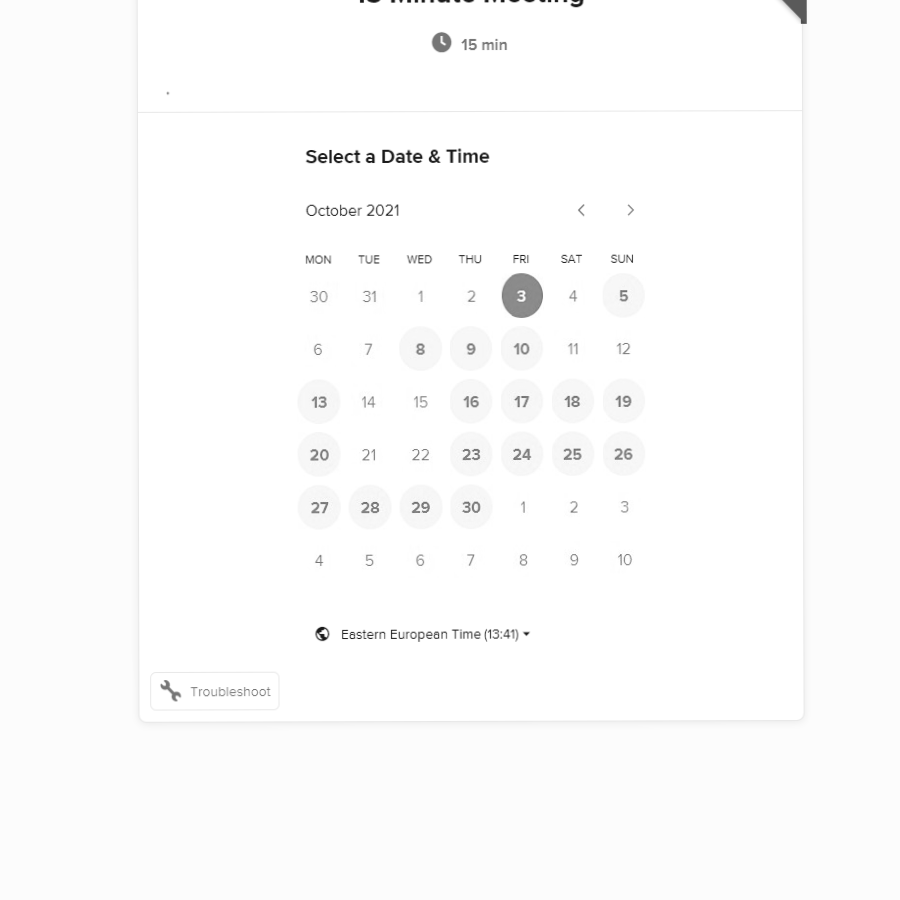 15 Minute Meeting
15 min
.
Select a Date & Time
October 2021
MON TUE WED THU FRI SAT SUN
30 31 1 2 3 4 5
6 7 8 9 10 11 12
13 14 15 16 17 18 19
20 21 22 23 24 25 26
27 28 29 30 1 2 3
4 5 6 7 8 9 10
Eastern European Time (13:41)
Troubleshoot